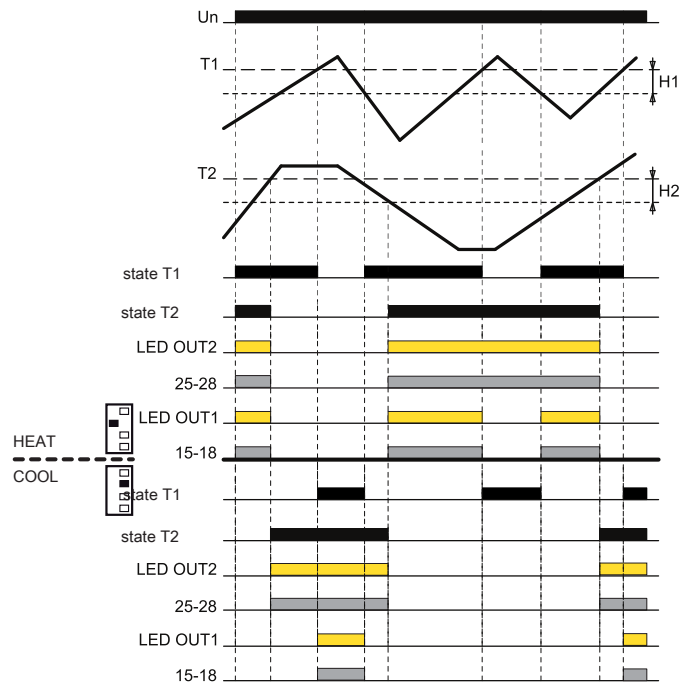 Un
T1
H1
T2
H2
state T1
state T2
LED OUT2
25-28
LED OUT1
HEAT
15-18
COOL
state T1
state T2
LED OUT2
25-28
LED OUT1
15-18